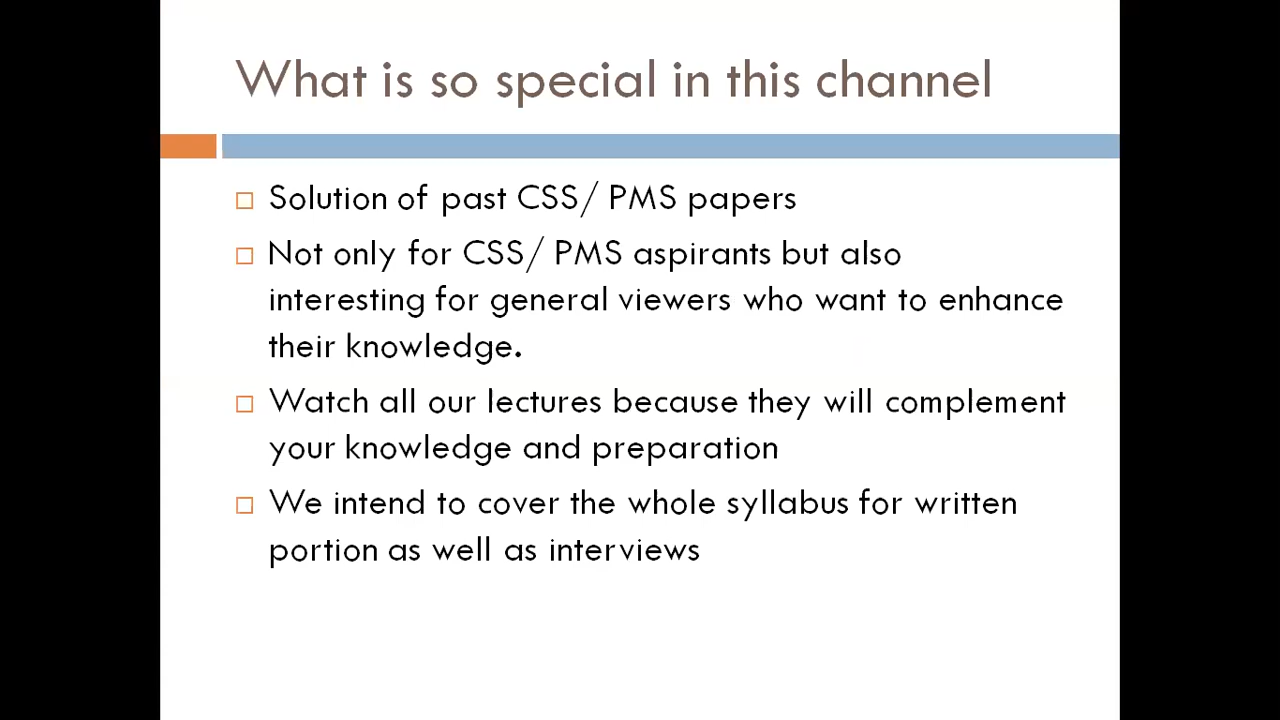 What is so special in this channel
Solution of past CSS/ PMS papers
Not only for CSS/ PMS aspirants but also
interesting for general viewers who want to enhance
their knowledge.
Watch all our lectures because they will complement
your knowledge and preparation
We intend to cover the whole syllabus for written
portion as well as interviews